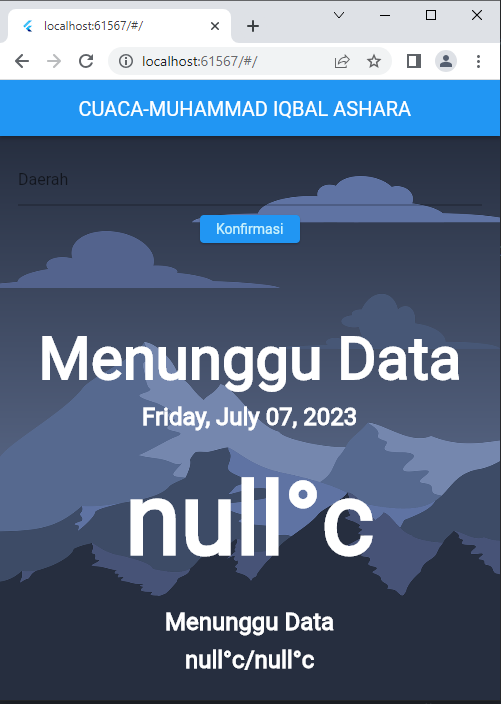 localhost:61567/#/
localhost:61567/#/
CUACA-MUHAMMAD IQBAL ASHARA
Daerah
Konfirmasi
Menunggu Data
Friday, July 07, 2023
null°c
Menunggu Data
null°c/null°c